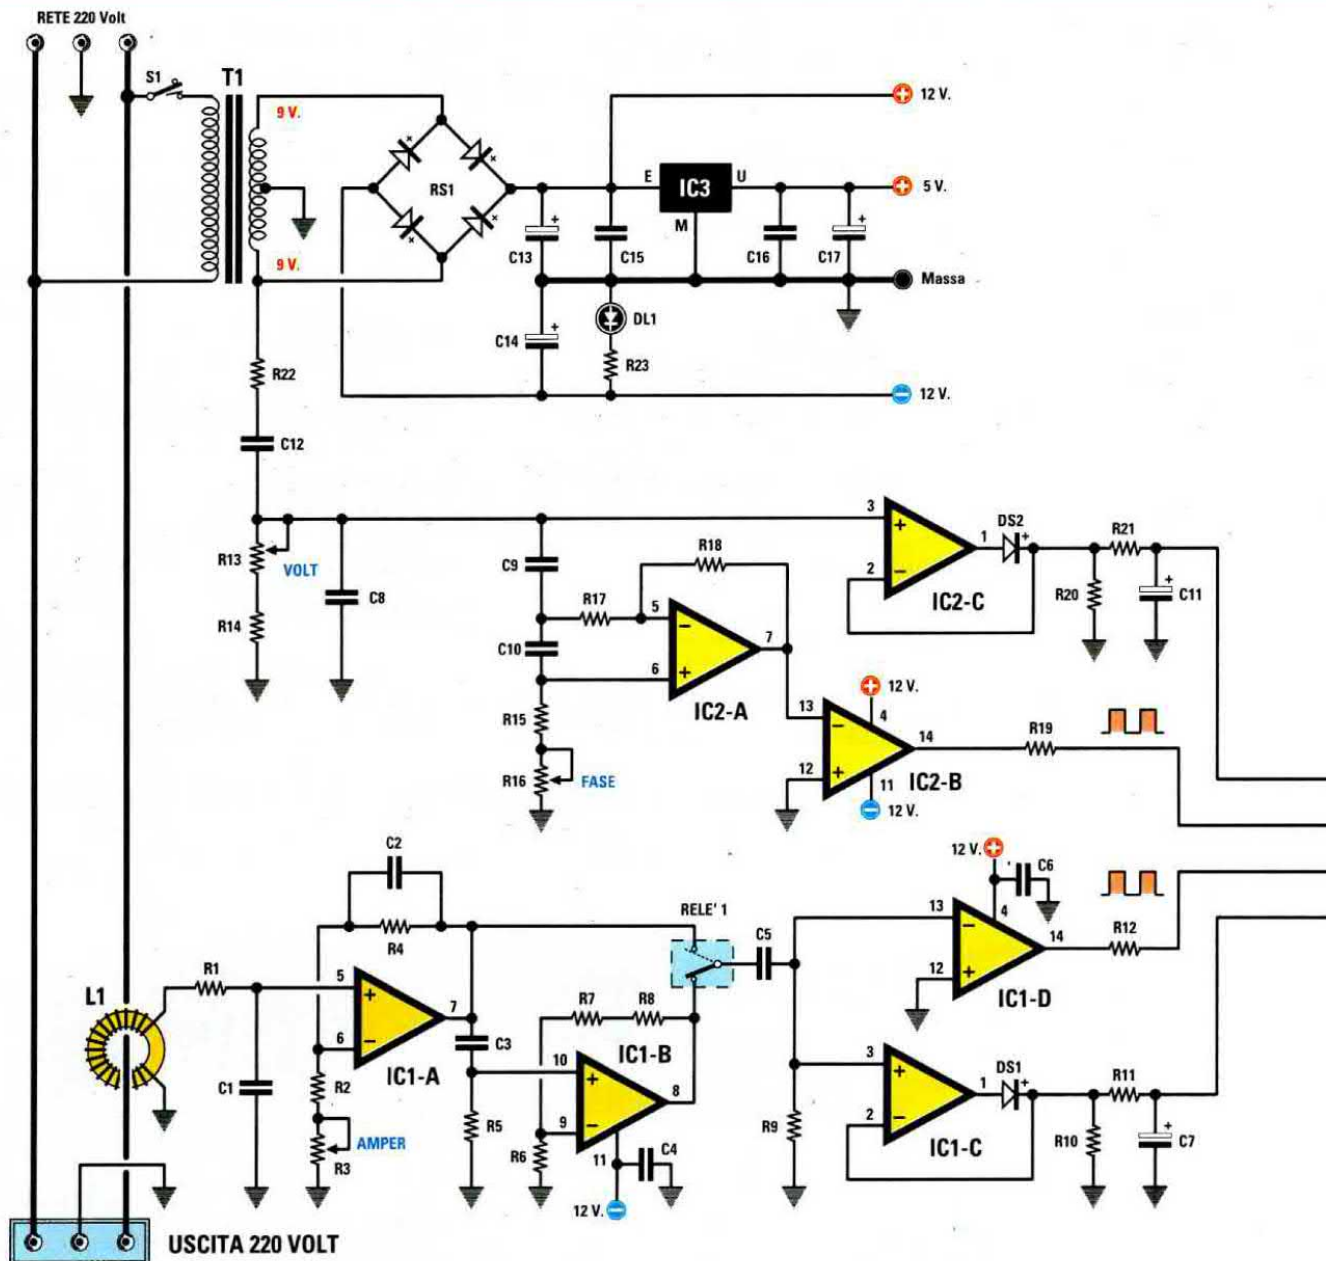 RETE 220 Volt
S1
T1
9 V.
9 V.
RS1
12 V.
E
IC3
U
5 V.
M
C13
C15
C16
C17
Massa
DL1
C14
R23
12 V.
R22
C12
R13
VOLT
R14
C8
C9
R18
R17
5
7
C10
6
IC2-A
R15
R16
FASE
3
1
DS2
R21
2
IC2-C
R20
C11
12 V.
13
4
14
R19
12
11
IC2-B
12 V.
C2
R4
RELE' 1
C5
12 V.
C6
13
4
14
R12
12
IC1-D
L1
R1
5
7
6
IC1-A
C3
R7
R8
IC1-B
C1
R2
AMPER
R3
R5
10
8
9
R6
11
C4
12 V.
R9
3
1
DS1
R11
2
IC1-C
R10
C7
USCITA 220 VOLT